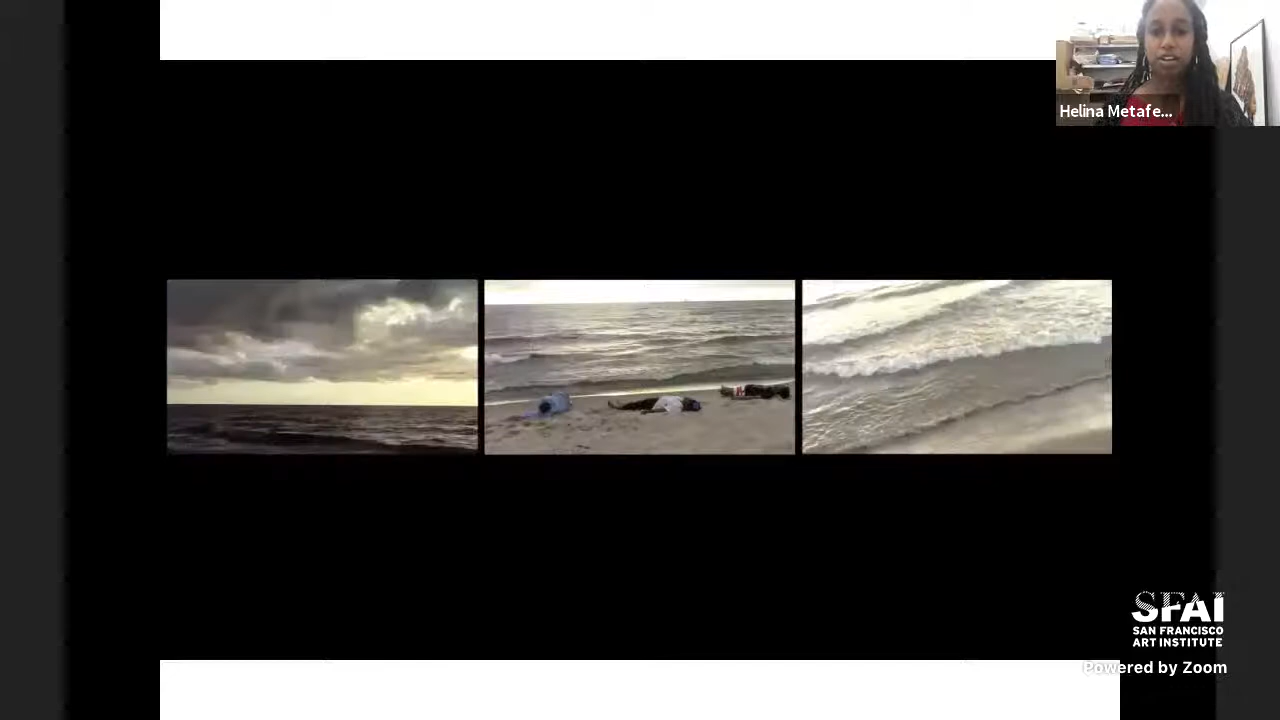 Helina Metafe...
SFAI
SAN FRANCISCO
ART INSTITUTE
Powered by Zoom